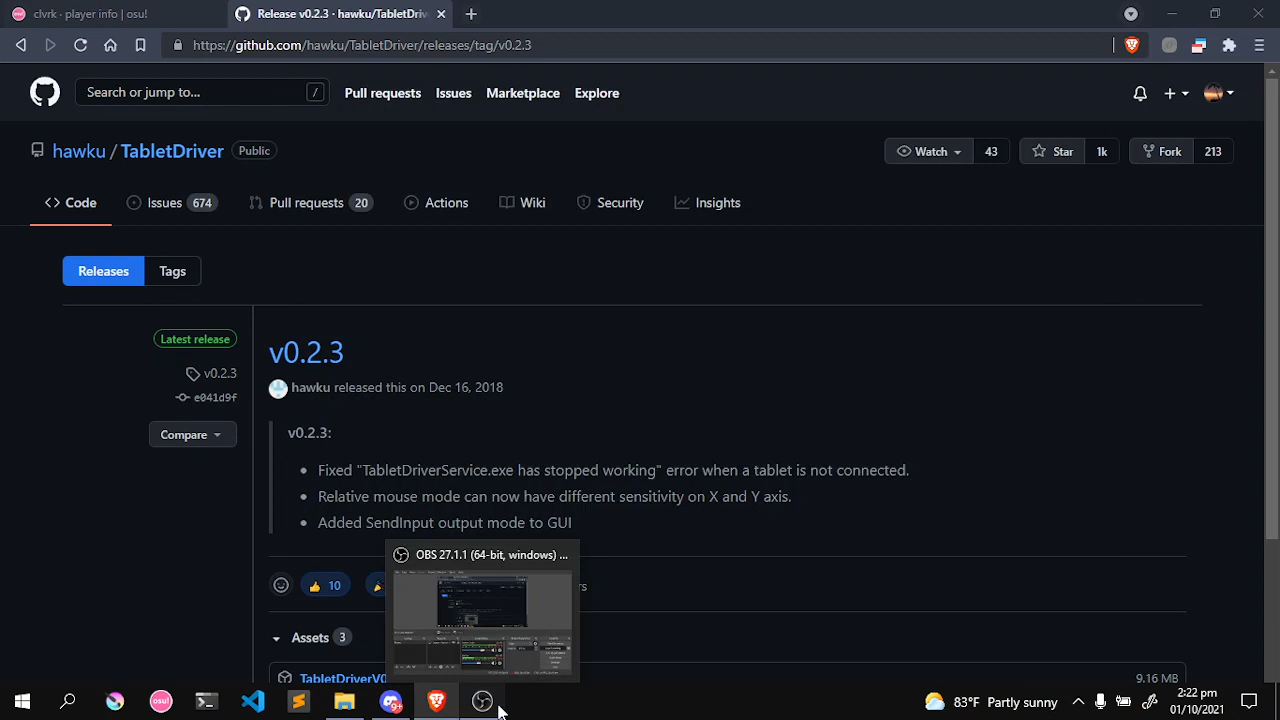 clvrk - player info | osu!
Release v0.2.3 · hawku/TabletDriv
https://github.com/hawku/TabletDriver/releases/tag/v0.2.3
Search or jump to...
/
Pull requests
Issues
Marketplace
Explore
hawku / TabletDriver
Public
Watch
43
Star
1k
Fork
213
Code
Issues 674
Pull requests 20
Actions
Wiki
Security
Insights
Releases
Tags
Latest release
v0.2.3
e041d9f
Compare
v0.2.3
hawku released this on Dec 16, 2018
v0.2.3:
Fixed "TabletDriverService.exe has stopped working" error when a tablet is not connected.
Relative mouse mode can now have different sensitivity on X and Y axis.
Added SendInput output mode to GUI
OBS 27.1.1 (64-bit, windows) ...
10
Assets 3
TabletDriverV0
9.16 MB
osu!
9+
83°F Partly sunny
2:22 pm
01/10/2021